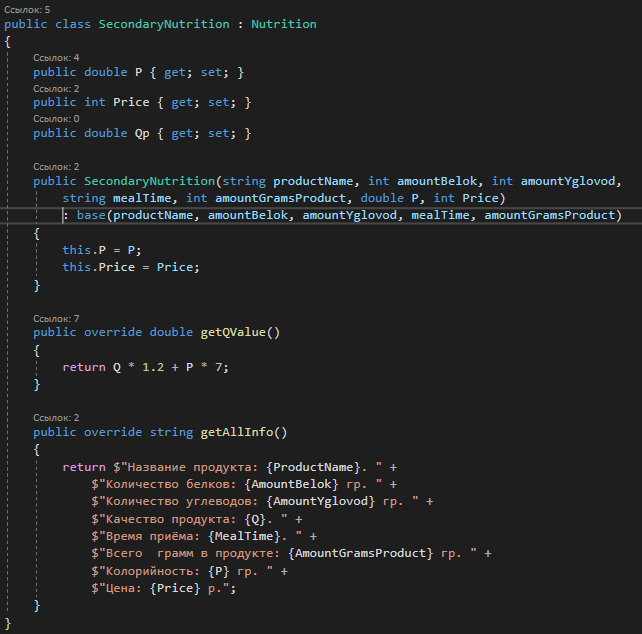 Ссылок: 5
public class SecondaryNutrition : Nutrition
{
Ссылок: 4
public double P { get; set; }
Ссылок: 2
public int Price { get; set; }
Ссылок: 0
public double Qp { get; set; }
Ссылок: 2
public SecondaryNutrition(string productName, int amountBelok, int amountYglovod,
string mealTime, int amountGramsProduct, double P, int Price)
: base(productName, amountBelok, amountYglovod, mealTime, amountGramsProduct)
{
this.P = P;
this.Price = Price;
}
Ссылок: 7
public override double getQValue()
{
return Q * 1.2 + P * 7;
}
Ссылок: 2
public override string getAllInfo()
{
return $"Название продукта: {ProductName}. " +
$"Количество белков: {AmountBelok} гр. " +
$"Количество углеводов: {AmountYglovod} гр. " +
$"Качество продукта: {Q}. " +
$"Время приёма: {MealTime}. " +
$"Всего  грамм в продукте: {AmountGramsProduct} гр. " +
$"Колорийность: {P} гр. " +
$"Цена: {Price} р.";
}
}